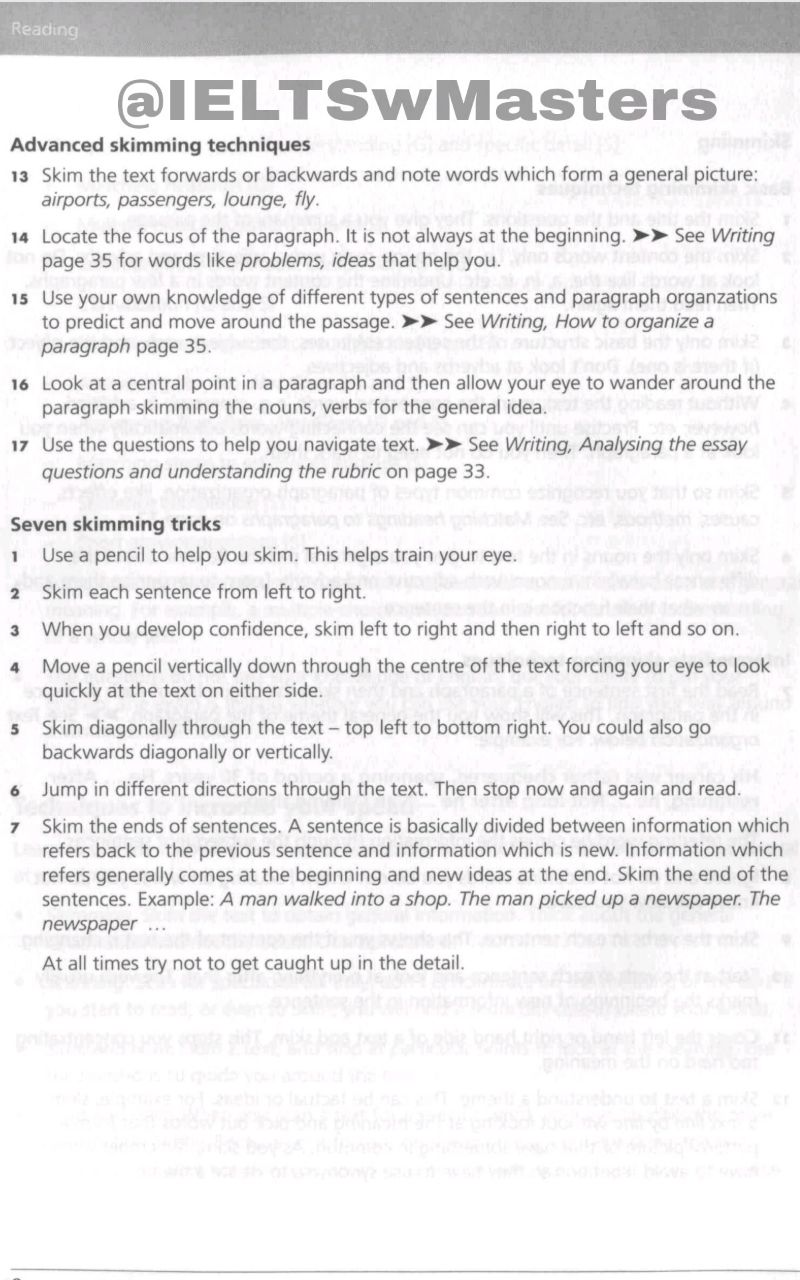 Reading
@IELTSwMasters
Advanced skimming techniques
13 Skim the text forwards or backwards and note words which form a general picture:
airports, passengers, lounge, fly.
14 Locate the focus of the paragraph. It is not always at the beginning. ➤➤ See Writing
page 35 for words like problems, ideas that help you.
15 Use your own knowledge of different types of sentences and paragraph organzations
to predict and move around the passage. ➤➤ See Writing, How to organize a
paragraph page 35.
16 Look at a central point in a paragraph and then allow your eye to wander around the
paragraph skimming the nouns, verbs for the general idea.
17 Use the questions to help you navigate text. ➤➤ See Writing, Analysing the essay
questions and understanding the rubric on page 33.
Seven skimming tricks
1 Use a pencil to help you skim. This helps train your eye.
2 Skim each sentence from left to right.
3 When you develop confidence, skim left to right and then right to left and so on.
4 Move a pencil vertically down through the centre of the text forcing your eye to look
quickly at the text on either side.
5 Skim diagonally through the text – top left to bottom right. You could also go
backwards diagonally or vertically.
6 Jump in different directions through the text. Then stop now and again and read.
7 Skim the ends of sentences. A sentence is basically divided between information which
refers back to the previous sentence and information which is new. Information which
refers generally comes at the beginning and new ideas at the end. Skim the end of the
sentences. Example: A man walked into a shop. The man picked up a newspaper. The
newspaper ...
At all times try not to get caught up in the detail.